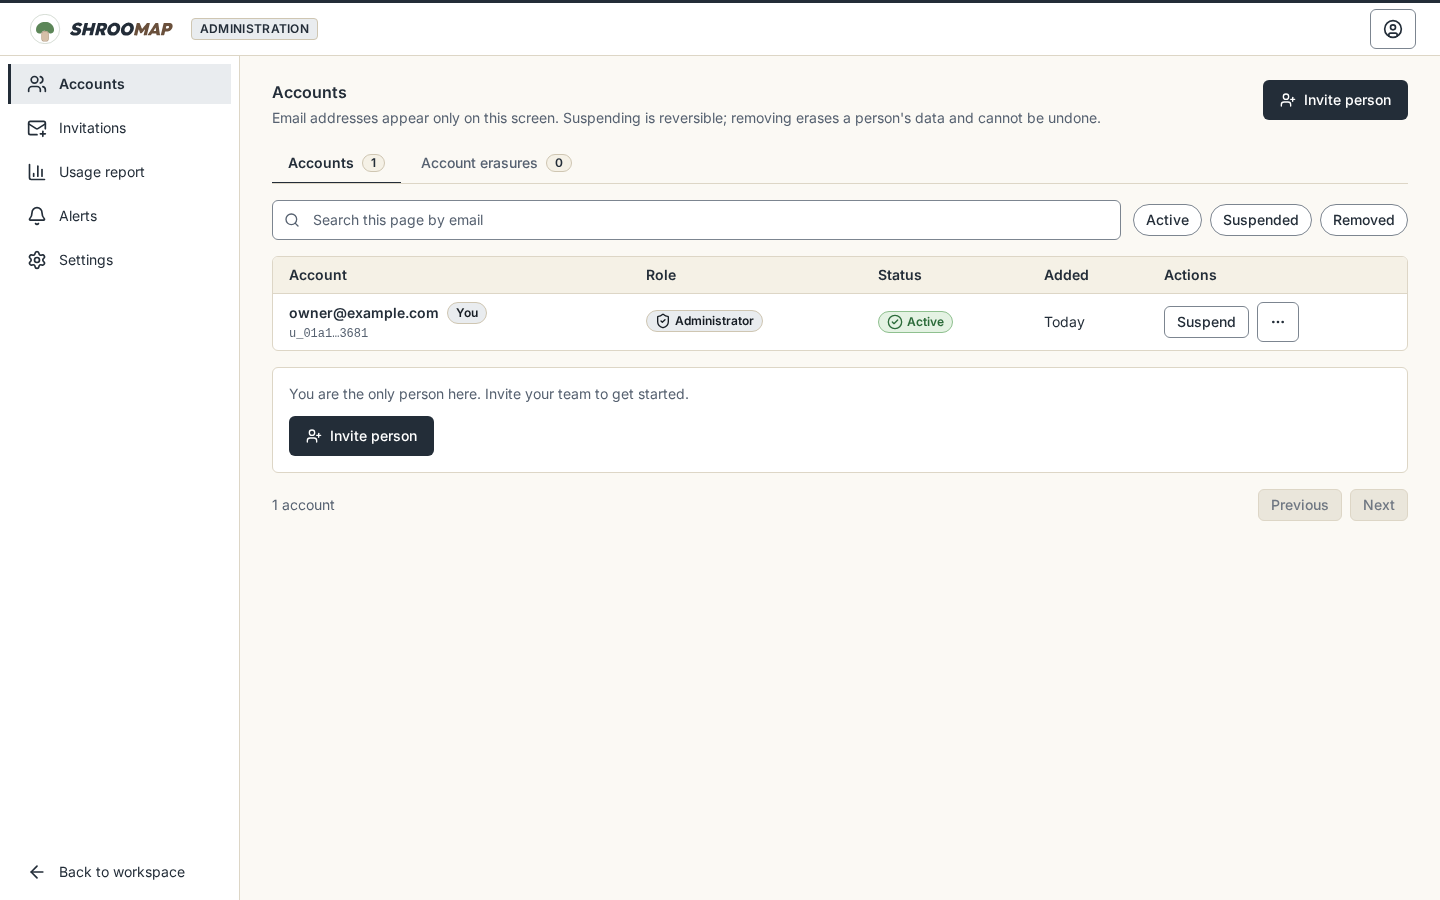 SHROOMAP
ADMINISTRATION
Accounts
Invitations
Usage report
Alerts
Settings
Back to workspace
Accounts
Email addresses appear only on this screen. Suspending is reversible; removing erases a person's data and cannot be undone.
Invite person
Accounts 1
Account erasures 0
Search this page by email
Active
Suspended
Removed
Account Role Status Added Actions
owner@example.com You
u_01a1…3681
Administrator
Active
Today
Suspend
You are the only person here. Invite your team to get started.
Invite person
1 account
Previous
Next